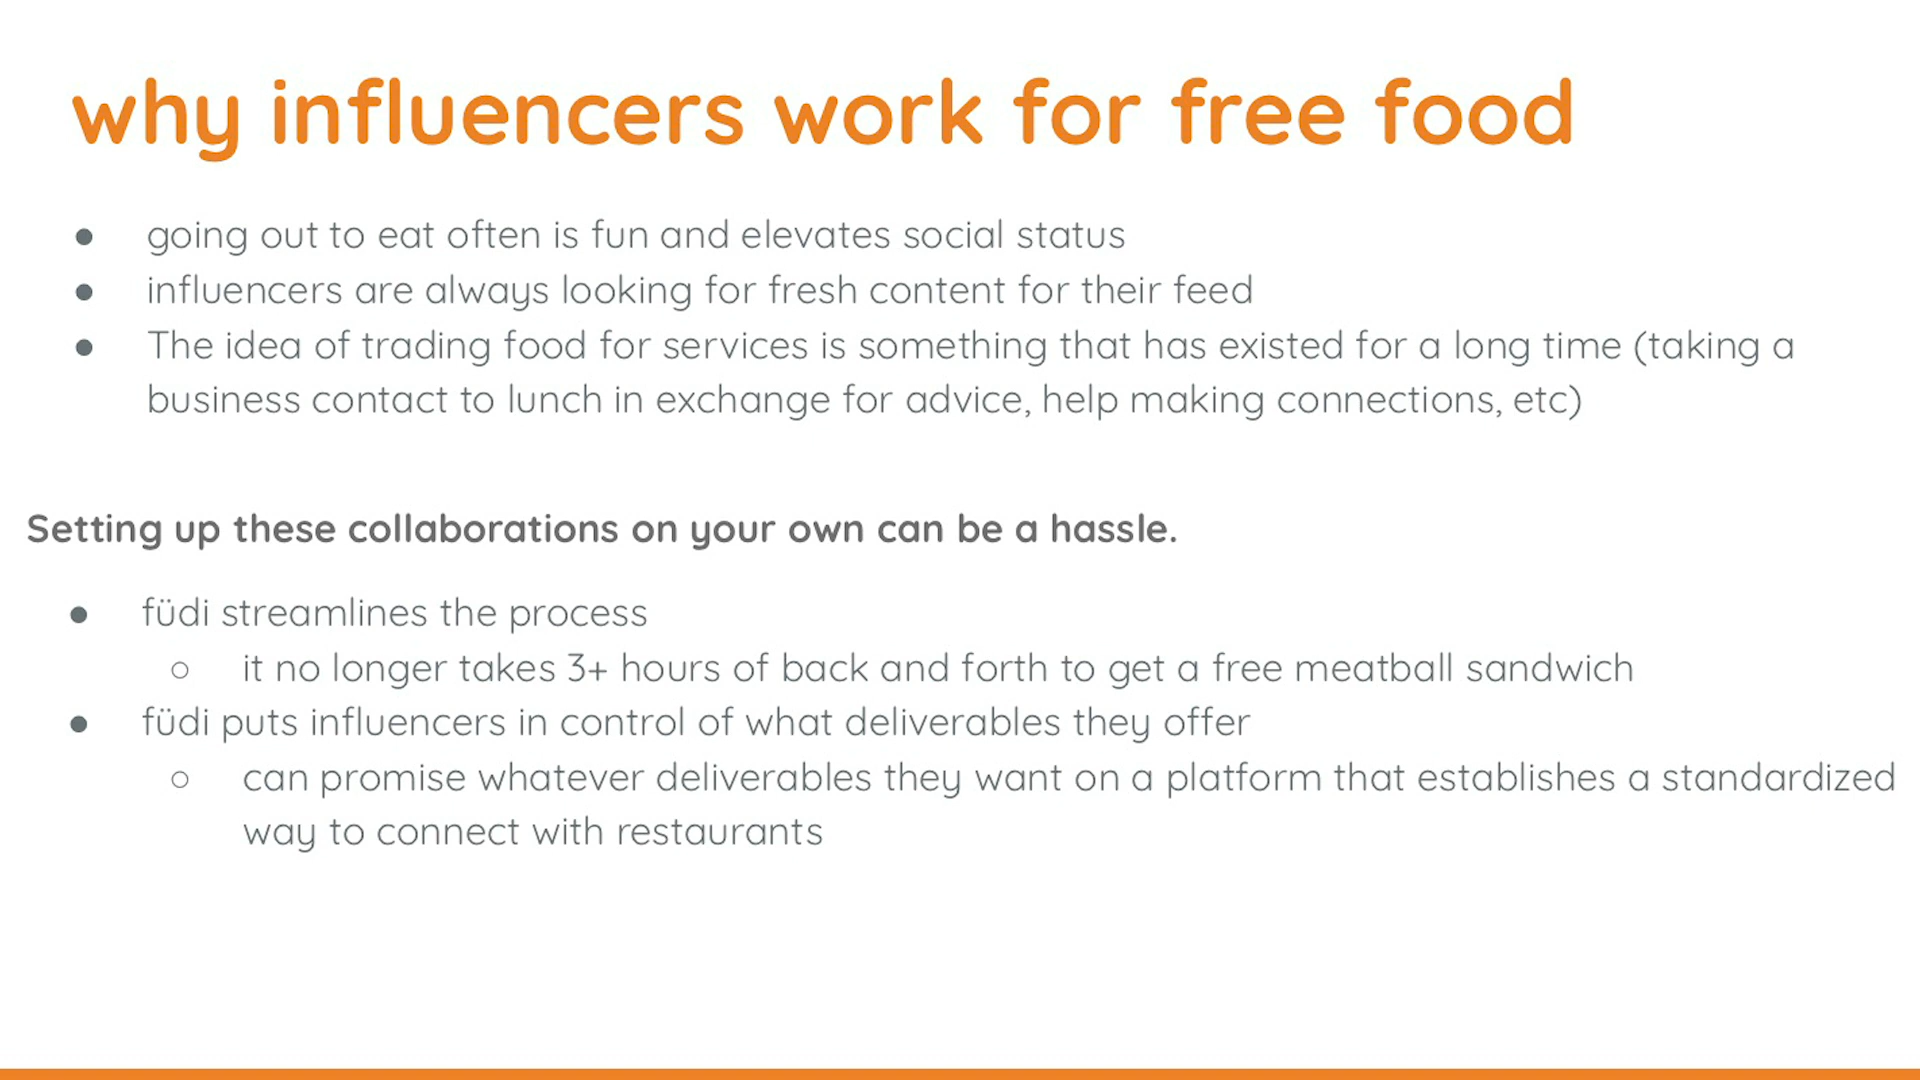 why influencers work for free food
● going out to eat often is fun and elevates social status
● influencers are always looking for fresh content for their feed
● The idea of trading food for services is something that has existed for a long time (taking a
business contact to lunch in exchange for advice, help making connections, etc)
Setting up these collaborations on your own can be a hassle.
● füdi streamlines the process
○ it no longer takes 3+ hours of back and forth to get a free meatball sandwich
● füdi puts influencers in control of what deliverables they offer
○ can promise whatever deliverables they want on a platform that establishes a standardized
way to connect with restaurants